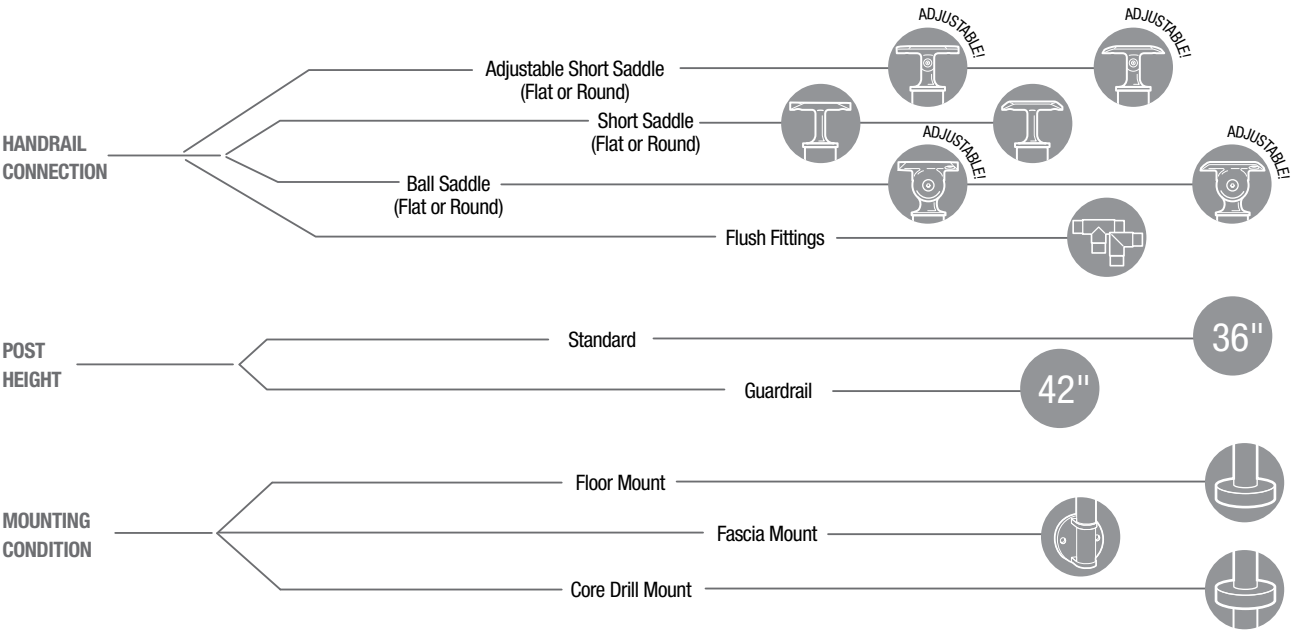 HANDRAIL
CONNECTION
Adjustable Short Saddle
(Flat or Round)
ADJUSTABLE!
ADJUSTABLE!
Short Saddle
(Flat or Round)
Ball Saddle
(Flat or Round)
ADJUSTABLE!
ADJUSTABLE!
Flush Fittings
POST
HEIGHT
Standard
36"
Guardrail
42"
MOUNTING
CONDITION
Floor Mount
Fascia Mount
Core Drill Mount